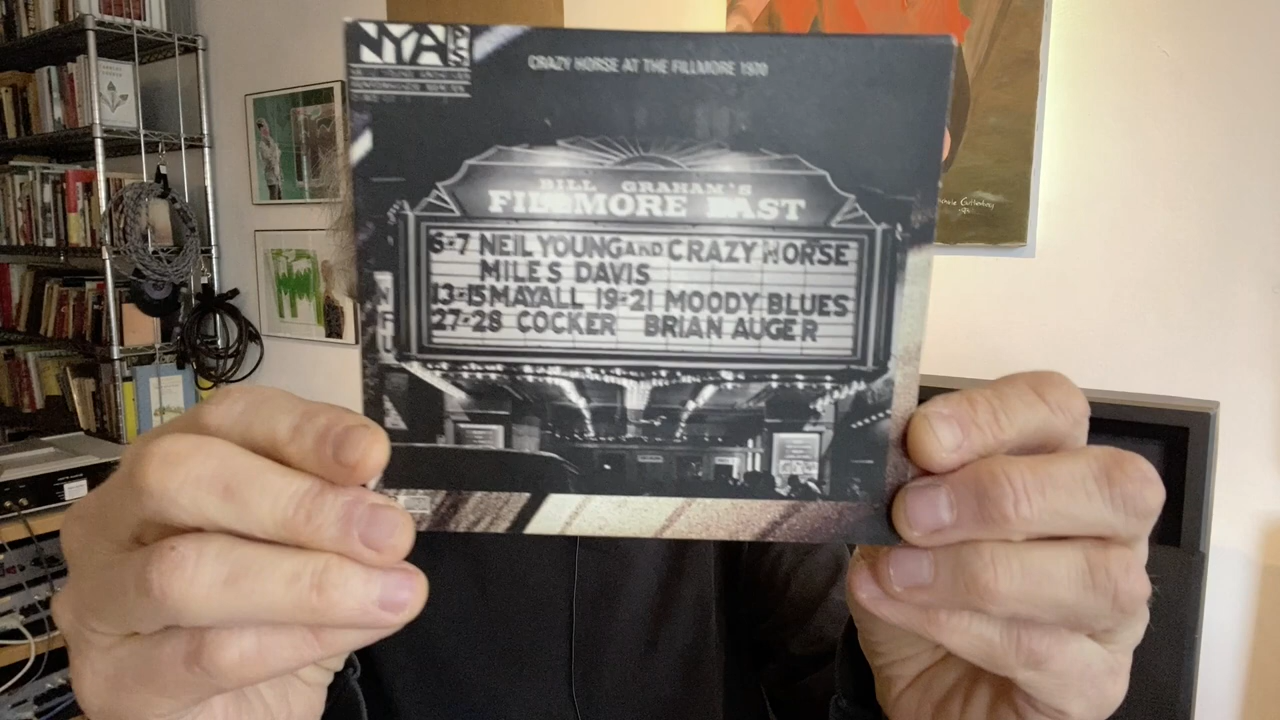 NYA
PS
CRAZY HORSE AT THE FILLMORE 1970
BILL GRAHAM'S
FILLMORE EAST
6-7 NEIL YOUNG AND CRAZY HORSE
MILES DAVIS
13-15 MAYALL 19-21 MOODY BLUES
27-28 COCKER BRIAN AUGER